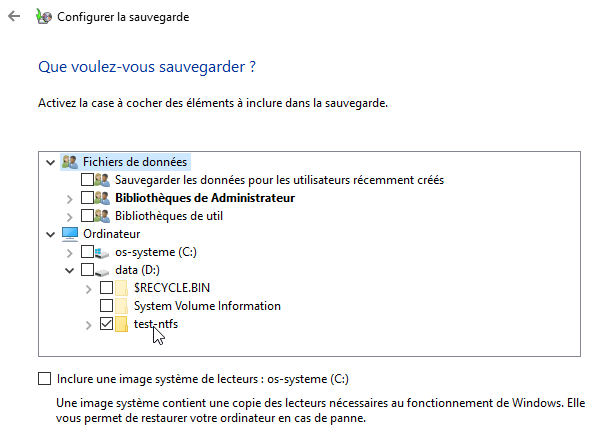 Configurer la sauvegarde
Que voulez-vous sauvegarder ?
Activez la case à cocher des éléments à inclure dans la sauvegarde.
Fichiers de données
Sauvegarder les données pour les utilisateurs récemment créés
Bibliothèques de Administrateur
Bibliothèques de util
Ordinateur
os-systeme (C:)
data (D:)
$RECYCLE.BIN
System Volume Information
test-ntfs
Inclure une image système de lecteurs : os-systeme (C:)
Une image système contient une copie des lecteurs nécessaires au fonctionnement de Windows. Elle
vous permet de restaurer votre ordinateur en cas de panne.